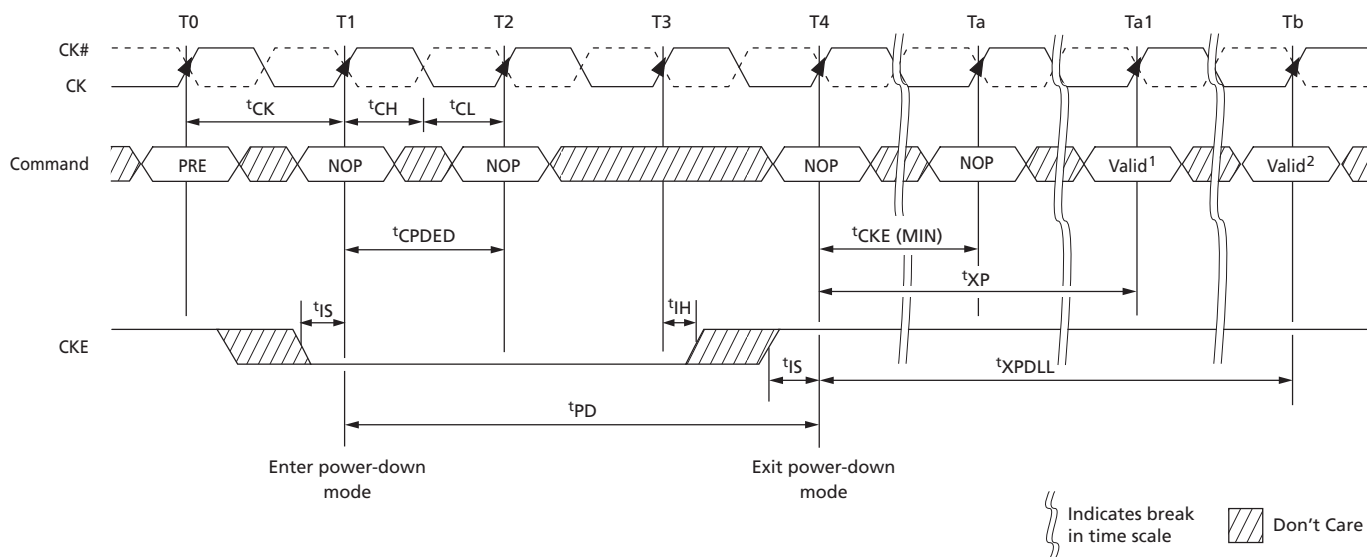 T0 T1 T2 T3 T4 Ta Ta1 Tb
CK#
CK
tCK tCH tCL
Command PRE NOP NOP NOP NOP Valid1 Valid2
tCPDED tCKE (MIN)
tXP
tIS tIH
CKE
tIS tXPDLL
tPD
Enter power-down
mode
Exit power-down
mode
Indicates break
in time scale
Don't Care